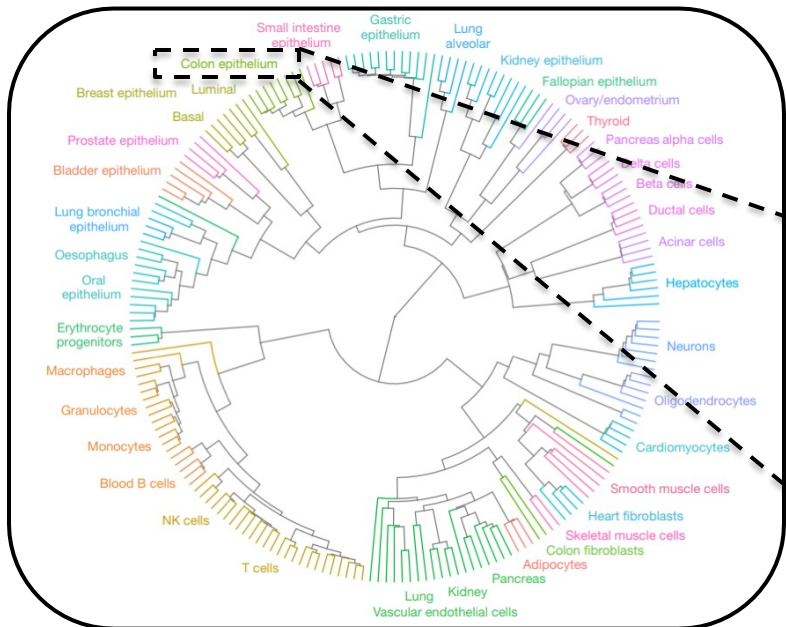 Gastric
epithelium
Small intestine
epithelium
Lung
alveolar
Colon epithelium
Kidney epithelium
Breast epithelium
Luminal
Fallopian epithelium
Ovary/endometrium
Basal
Thyroid
Prostate epithelium
Pancreas alpha cells
Delta cells
Bladder epithelium
Beta cells
Lung bronchial
epithelium
Ductal cells
Acinar cells
Oesophagus
Oral
epithelium
Hepatocytes
Erythrocyte
progenitors
Neurons
Macrophages
Oligodendrocytes
Granulocytes
Monocytes
Cardiomyocytes
Blood B cells
Smooth muscle cells
NK cells
Heart fibroblasts
Skeletal muscle cells
Colon fibroblasts
T cells
Adipocytes
Pancreas
Kidney
Lung
Vascular endothelial cells